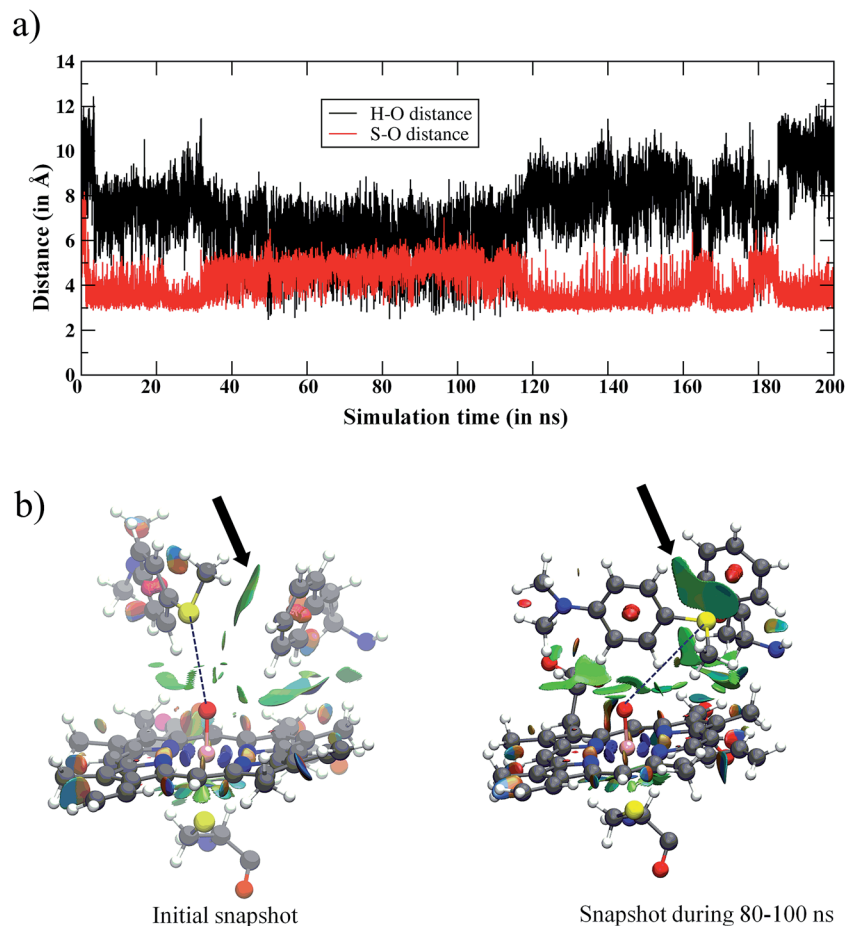 a)
14
12
10
8
6
4
2
0
Distance (in Å)
H-O distance
S-O distance
0 20 40 60 80 100 120 140 160 180 200
Simulation time (in ns)
b)
Initial snapshot
Snapshot during 80-100 ns